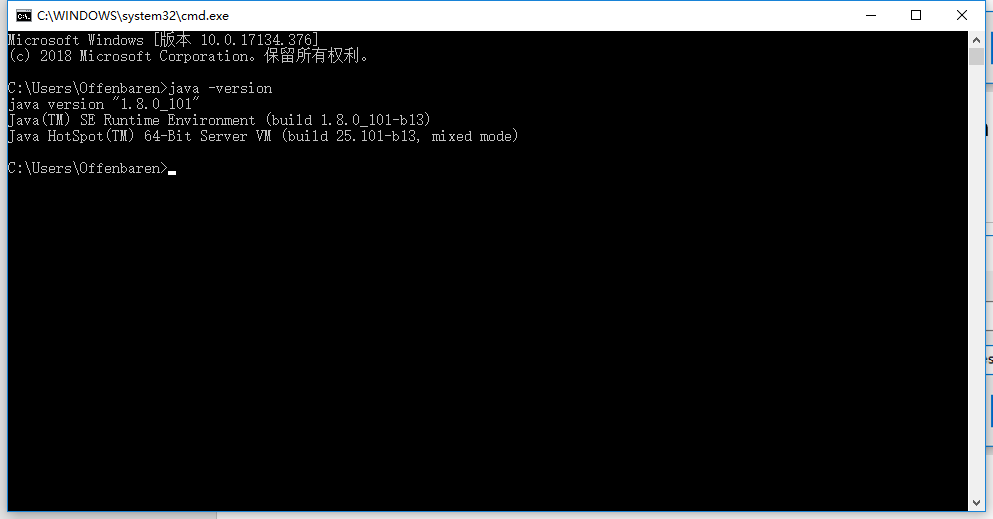 C:\WINDOWS\system32\cmd.exe
Microsoft Windows [版本 10.0.17134.376]
(c) 2018 Microsoft Corporation。保留所有权利。
C:\Users\Offenbaren>java -version
java version "1.8.0_101"
Java(TM) SE Runtime Environment (build 1.8.0_101-b13)
Java HotSpot(TM) 64-Bit Server VM (build 25.101-b13, mixed mode)
C:\Users\Offenbaren>